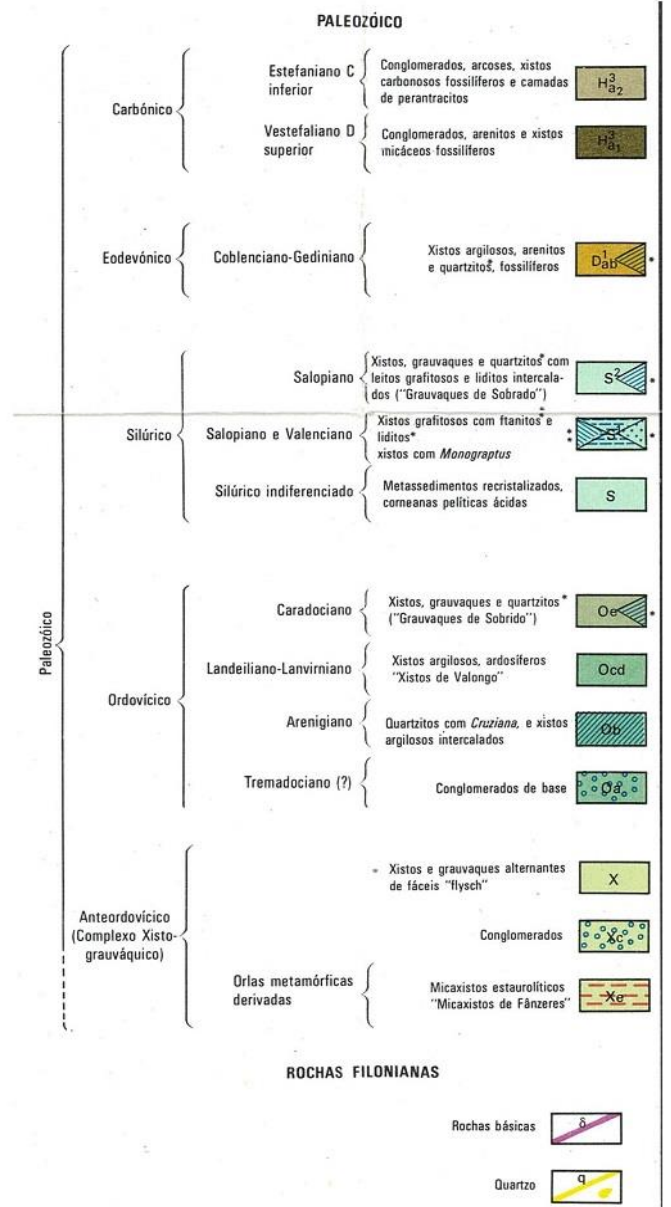 PALEOZÓICO
Paleozóico
Carbónico
Estefaniano C
inferior
Conglomerados, arcoses, xistos
carbonosos fossilíferos e camadas
de perantracitos
H³a₂
Vestefaliano D
superior
Conglomerados, arenitos e xistos
micáceos fossilíferos
H³a₁
Eodevónico
Coblenciano-Gediniano
Xistos argilosos, arenitos
e quartzitos*, fossilíferos
D¹ab *
Silúrico
Salopiano
Xistos, grauvaques e quartzitos* com
leitos grafitosos e liditos intercala-
dos ("Grauvaques de Sobrado")
S² *
Salopiano e Valenciano
Xistos grafitosos com ftanitos** e
liditos*
xistos com Monograptus
** S¹ *
Silúrico indiferenciado
Metassedimentos recristalizados,
corneanas pelíticas ácidas
S
Ordovícico
Caradociano
Xistos, grauvaques e quartzitos*
("Grauvaques de Sobrido")
Oe *
Landeiliano-Lanvirniano
Xistos argilosos, ardosíferos
"Xistos de Valongo"
Ocd
Arenigiano
Quartzitos com Cruziana, e xistos
argilosos intercalados
Ob
Tremadociano (?)
Conglomerados de base
Oa
Anteordovícico
(Complexo Xisto-
grauváquico)
Xistos e grauvaques alternantes
de fáceis "flysch"
X
Conglomerados
Xc
Orlas metamórficas
derivadas
Micaxistos estaurolíticos
"Micaxistos de Fânzeres"
Xe
ROCHAS FILONIANAS
Rochas básicas
δ
Quartzo
q